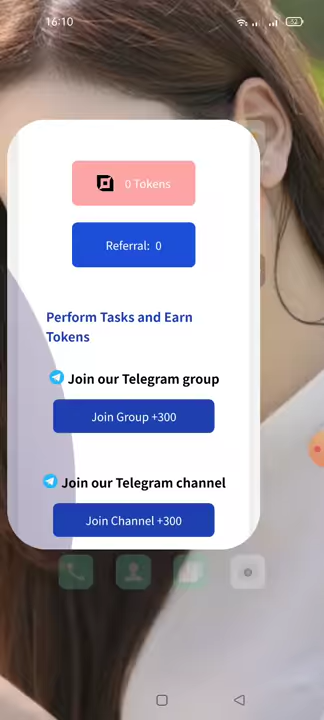 16:10
52
0 Tokens
Referral: 0
Perform Tasks and Earn
Tokens
Join our Telegram group
Join Group +300
Join our Telegram channel
Join Channel +300